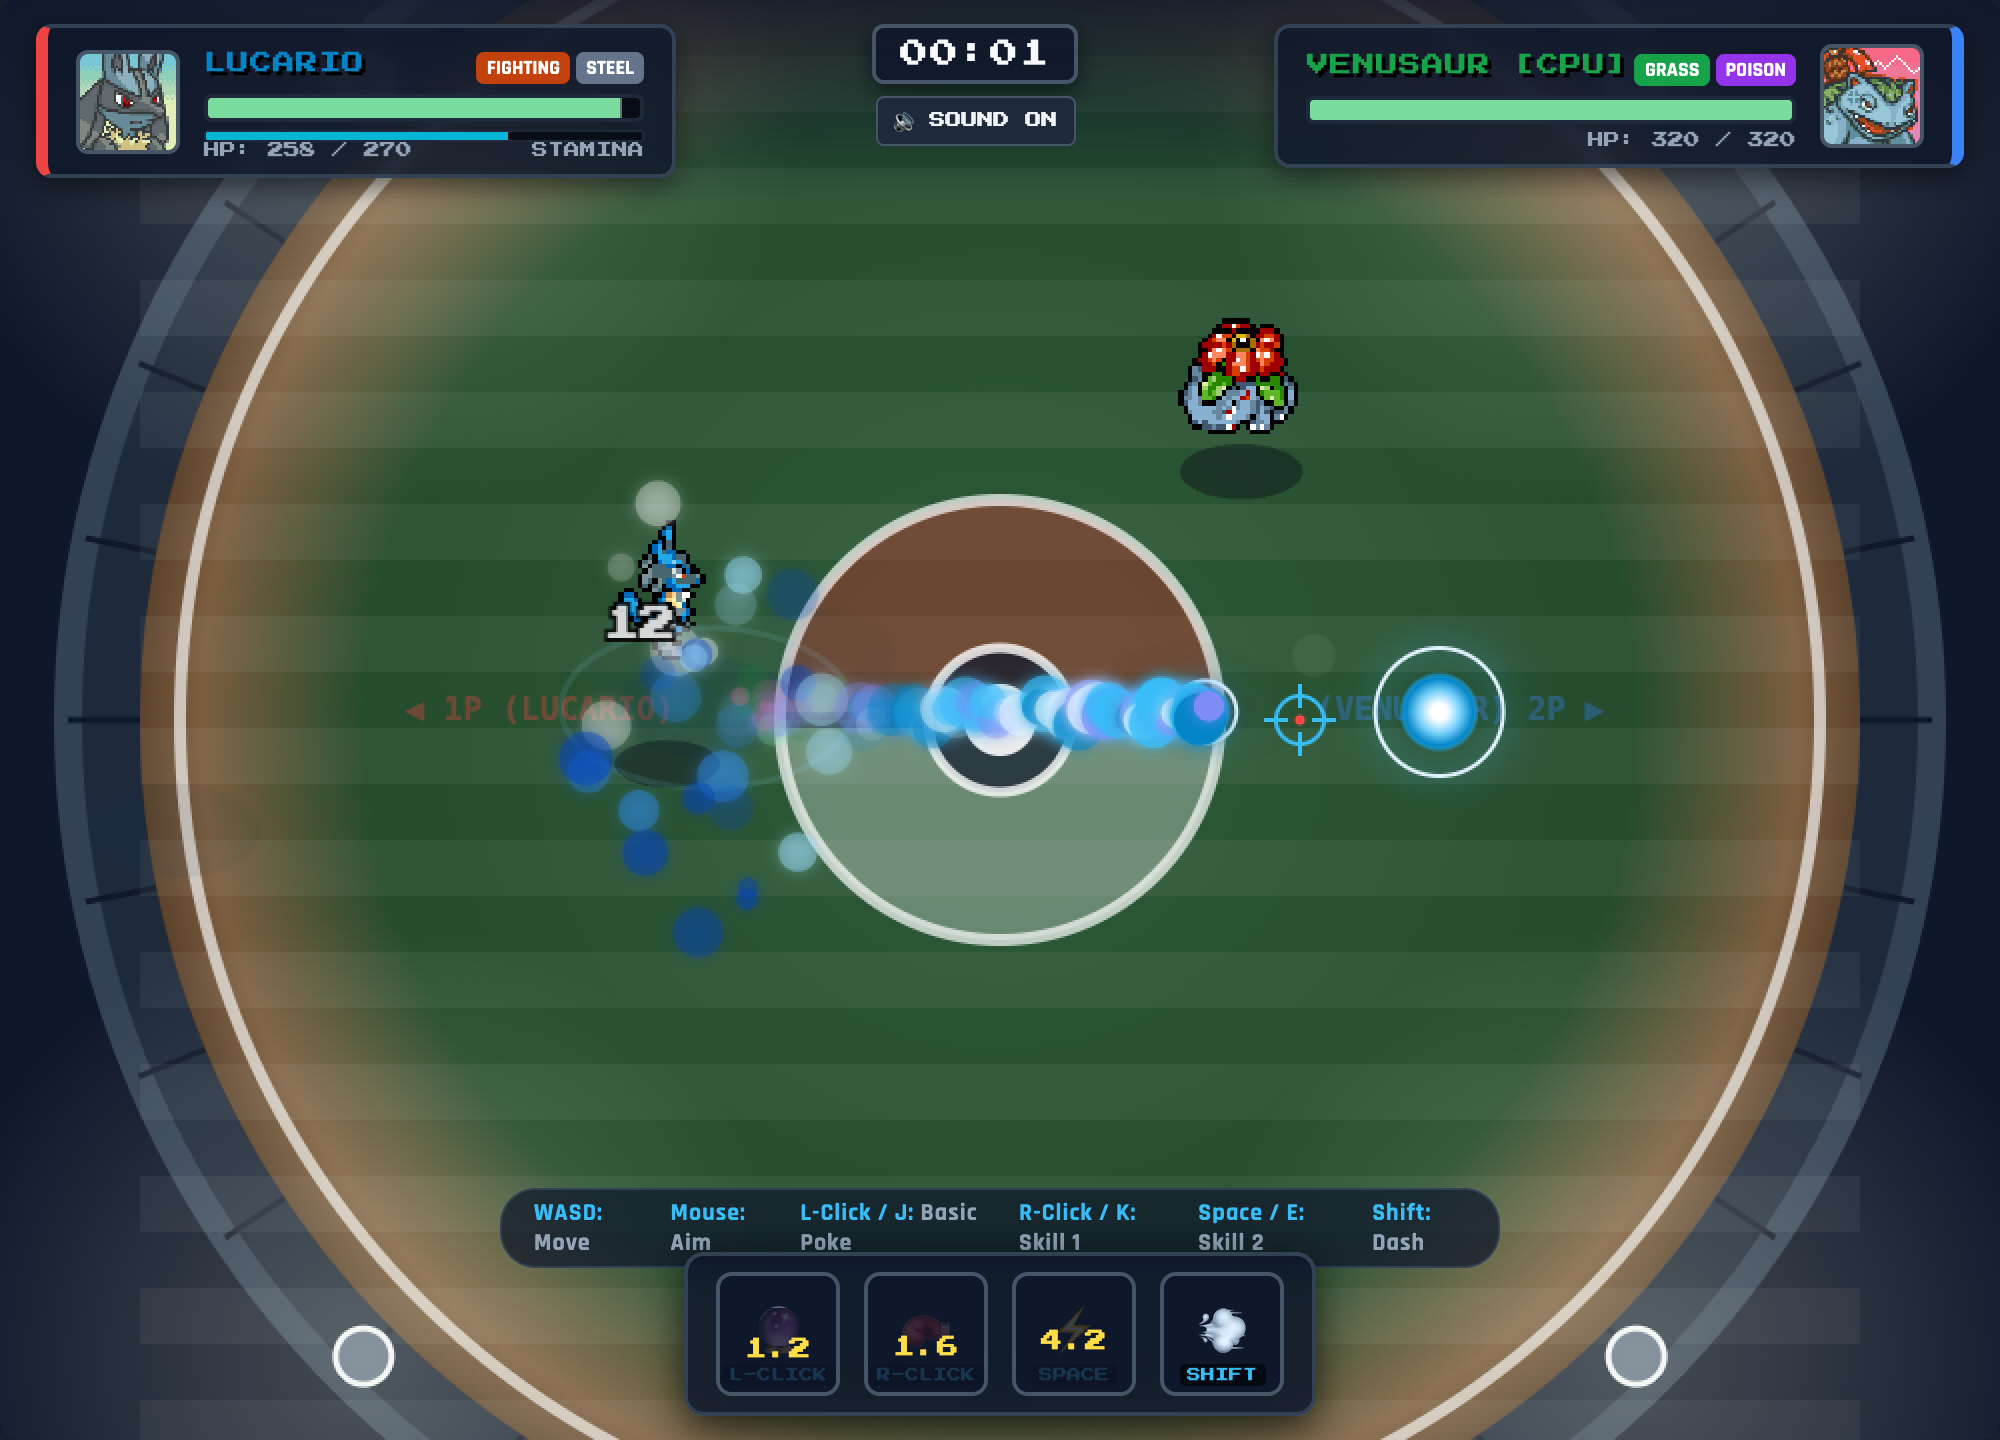 LUCARIO FIGHTING STEEL
HP: 258 / 270 STAMINA
00:01
SOUND ON
VENUSAUR [CPU] GRASS POISON
HP: 320 / 320
12
◀ 1P (LUCARIO)
2P ▶
WASD: Move
Mouse: Aim
L-Click / J: Basic Poke
R-Click / K: Skill 1
Space / E: Skill 2
Shift: Dash
1.2
L-CLICK
1.6
R-CLICK
4.2
SPACE
SHIFT